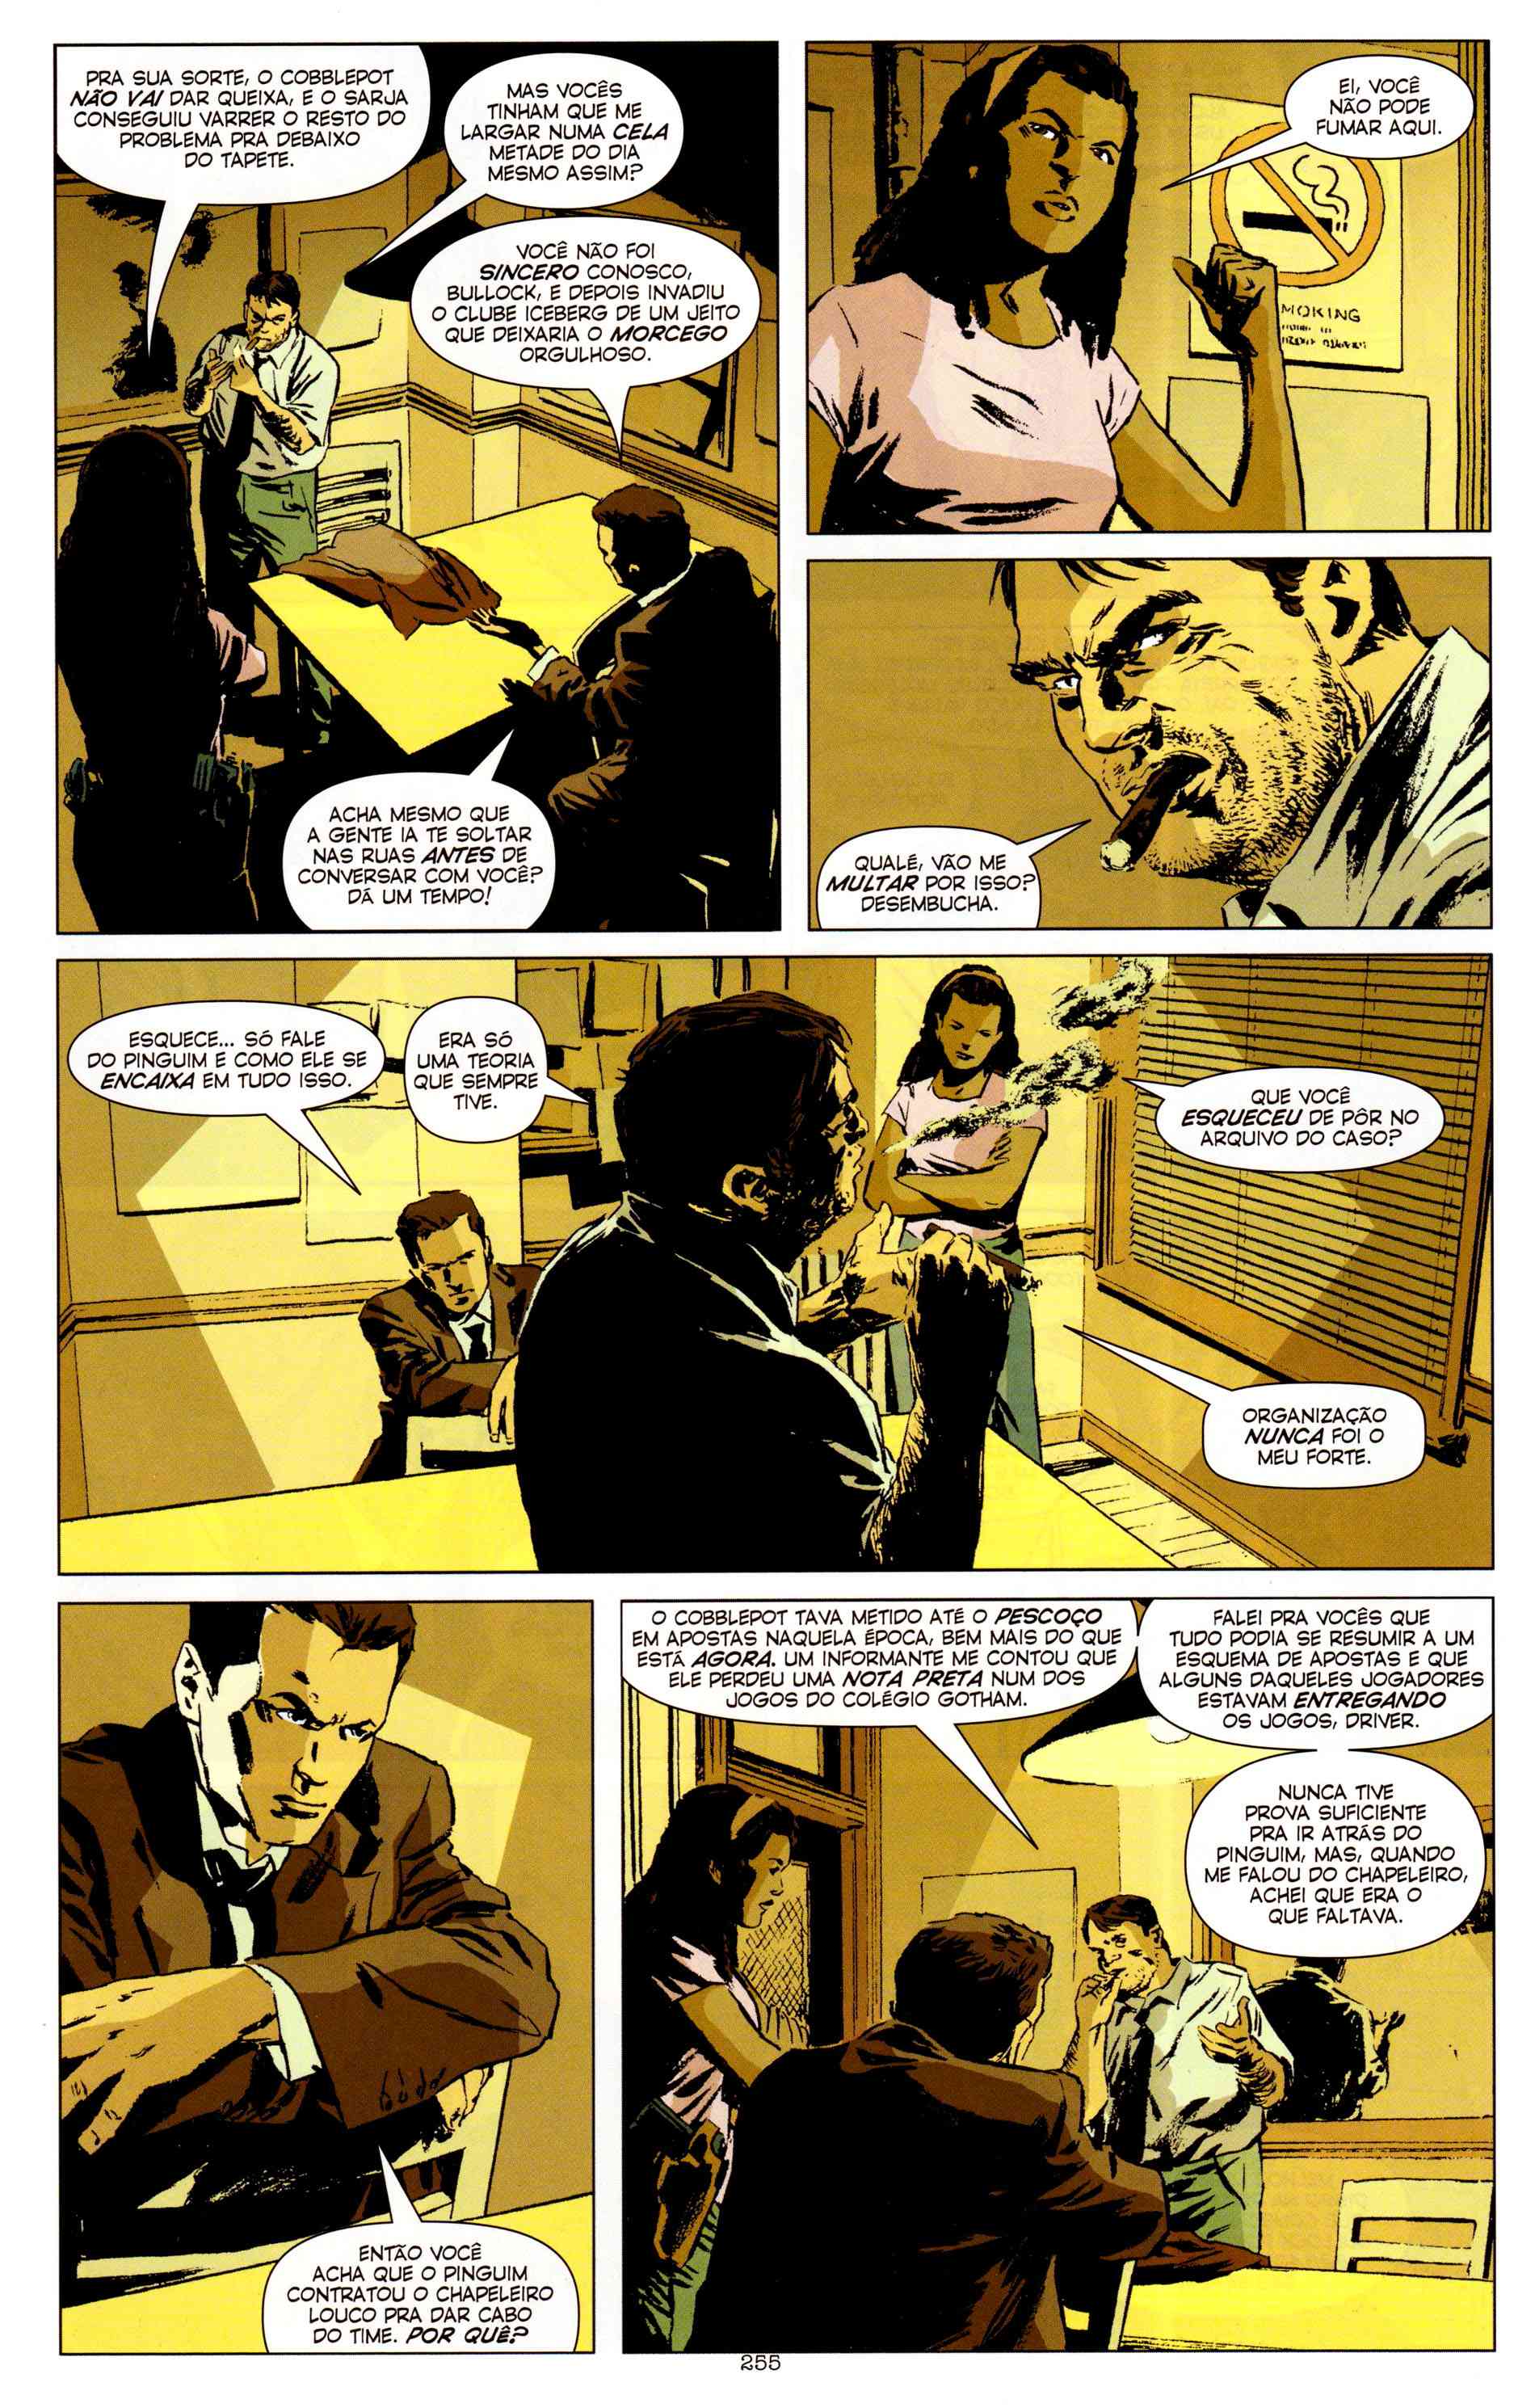 PRA SUA SORTE, O COBBLEPOT
NÃO VAI DAR QUEIXA, E O SARJA
CONSEGUIU VARRER O RESTO DO
PROBLEMA PRA DEBAIXO
DO TAPETE.
MAS VOCÊS
TINHAM QUE ME
LARGAR NUMA CELA
METADE DO DIA
MESMO ASSIM?
VOCÊ NÃO FOI
SINCERO CONOSCO,
BULLOCK, E DEPOIS INVADIU
O CLUBE ICEBERG DE UM JEITO
QUE DEIXARIA O MORCEGO
ORGULHOSO.
ACHA MESMO QUE
A GENTE IA TE SOLTAR
NAS RUAS ANTES DE
CONVERSAR COM VOCÊ?
DÁ UM TEMPO!
EI, VOCÊ
NÃO PODE
FUMAR AQUI.
MOKING
QUALÉ, VÃO ME
MULTAR POR ISSO?
DESEMBUCHA.
ESQUECE... SÓ FALE
DO PINGUIM E COMO ELE SE
ENCAIXA EM TUDO ISSO.
ERA SÓ
UMA TEORIA
QUE SEMPRE
TIVE.
QUE VOCÊ
ESQUECEU DE PÔR NO
ARQUIVO DO CASO?
ORGANIZAÇÃO
NUNCA FOI O
MEU FORTE.
ENTÃO VOCÊ
ACHA QUE O PINGUIM
CONTRATOU O CHAPELEIRO
LOUCO PRA DAR CABO
DO TIME. POR QUÊ?
O COBBLEPOT TAVA METIDO ATÉ O PESCOÇO
EM APOSTAS NAQUELA ÉPOCA, BEM MAIS DO QUE
ESTÁ AGORA. UM INFORMANTE ME CONTOU QUE
ELE PERDEU UMA NOTA PRETA NUM DOS
JOGOS DO COLÉGIO GOTHAM.
FALEI PRA VOCÊS QUE
TUDO PODIA SE RESUMIR A UM
ESQUEMA DE APOSTAS E QUE
ALGUNS DAQUELES JOGADORES
ESTAVAM ENTREGANDO
OS JOGOS, DRIVER.
NUNCA TIVE
PROVA SUFICIENTE
PRA IR ATRÁS DO
PINGUIM, MAS, QUANDO
ME FALOU DO CHAPELEIRO,
ACHEI QUE ERA O
QUE FALTAVA.
255